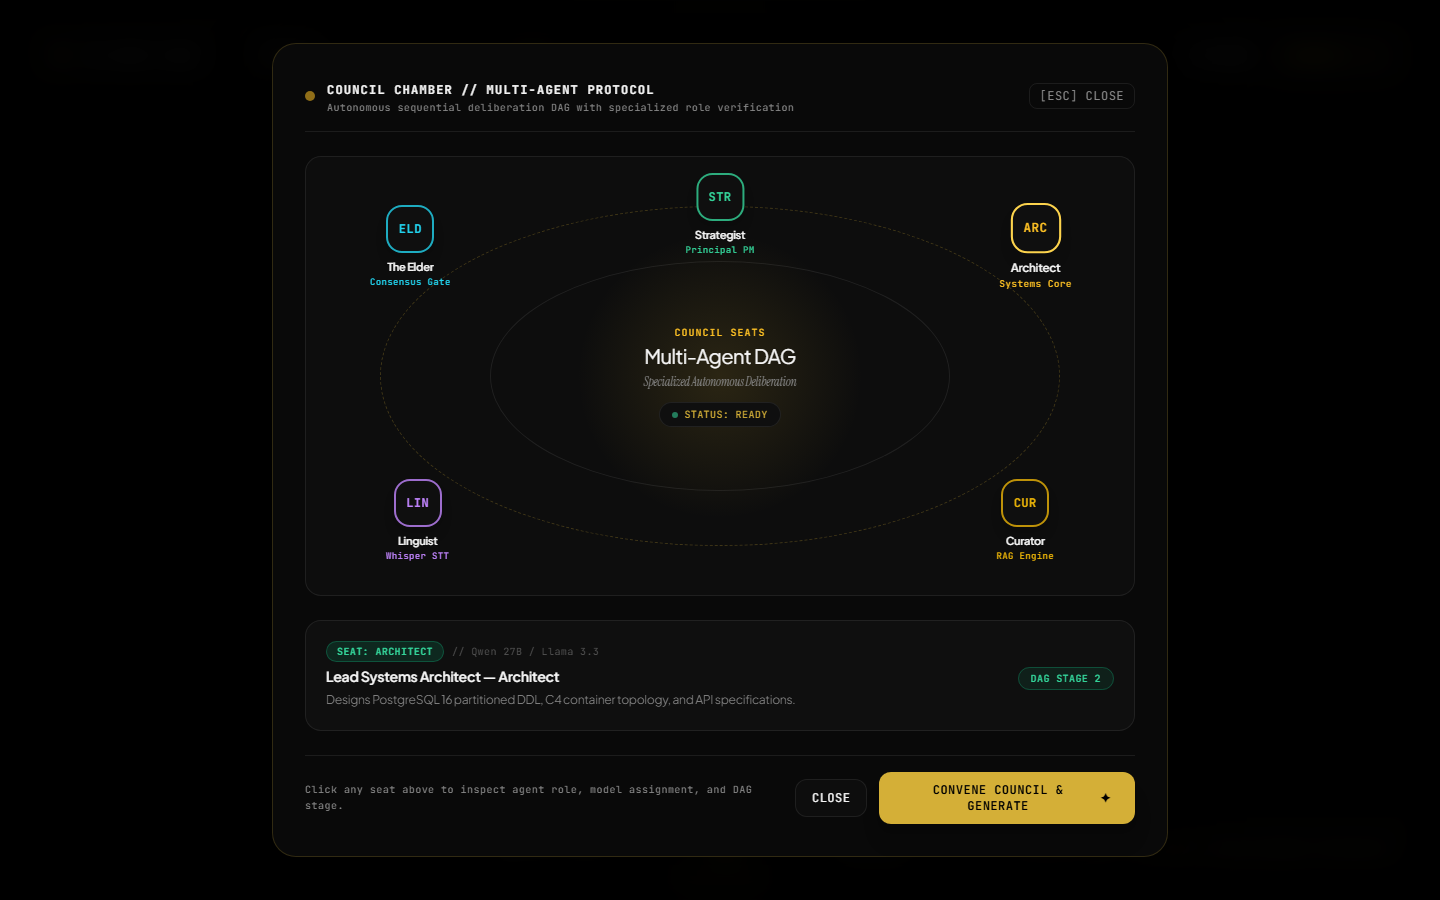 COUNCIL CHAMBER // MULTI-AGENT PROTOCOL
Autonomous sequential deliberation DAG with specialized role verification
[ESC] CLOSE
STR
Strategist
Principal PM
ELD
The Elder
Consensus Gate
ARC
Architect
Systems Core
COUNCIL SEATS
Multi-Agent DAG
Specialized Autonomous Deliberation
STATUS: READY
LIN
Linguist
Whisper STT
CUR
Curator
RAG Engine
SEAT: ARCHITECT // Qwen 27B / Llama 3.3
Lead Systems Architect — Architect
Designs PostgreSQL 16 partitioned DDL, C4 container topology, and API specifications.
DAG STAGE 2
Click any seat above to inspect agent role, model assignment, and DAG
stage.
CLOSE
CONVENE COUNCIL &
GENERATE ✦